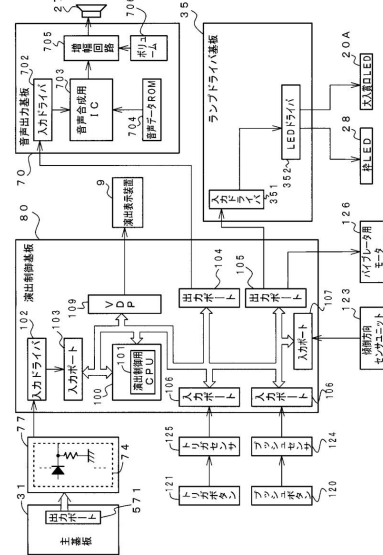 31
主基板
出力ポート
571
77
74
80
演出制御基板
102
入力ドライバ
103
入力ポート
100
101
演出制御用
CPU
109
VDP
9
演出表示装置
104
出力ポート
105
出力ポート
106
入力ポート
106
入力ポート
107
入力ポート
121
トリガボタン
125
トリガセンサ
120
プッシュボタン
124
プッシュセンサ
123
傾倒方向
センサユニット
126
バイブレータ用
モータ
70
音声出力基板
702
入力ドライバ
703
音声合成用
IC
704
音声データROM
705
増幅回路
706
ボリュ
ーム
27
35
ランプドライバ基板
351
入力ドライバ
352
LEDドライバ
20A
大入賞口LED
28
枠LED